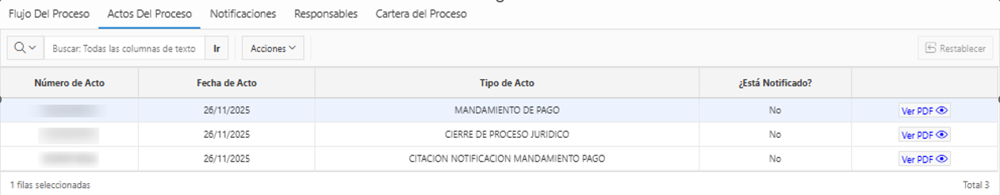 Flujo Del Proceso Actos Del Proceso Notificaciones Responsables Cartera del Proceso
Buscar: Todas las columnas de texto Ir Acciones Restablecer
Número de Acto Fecha de Acto Tipo de Acto ¿Está Notificado?
26/11/2025 MANDAMIENTO DE PAGO No Ver PDF
26/11/2025 CIERRE DE PROCESO JURIDICO No Ver PDF
26/11/2025 CITACION NOTIFICACION MANDAMIENTO PAGO No Ver PDF
1 filas seleccionadas Total 3